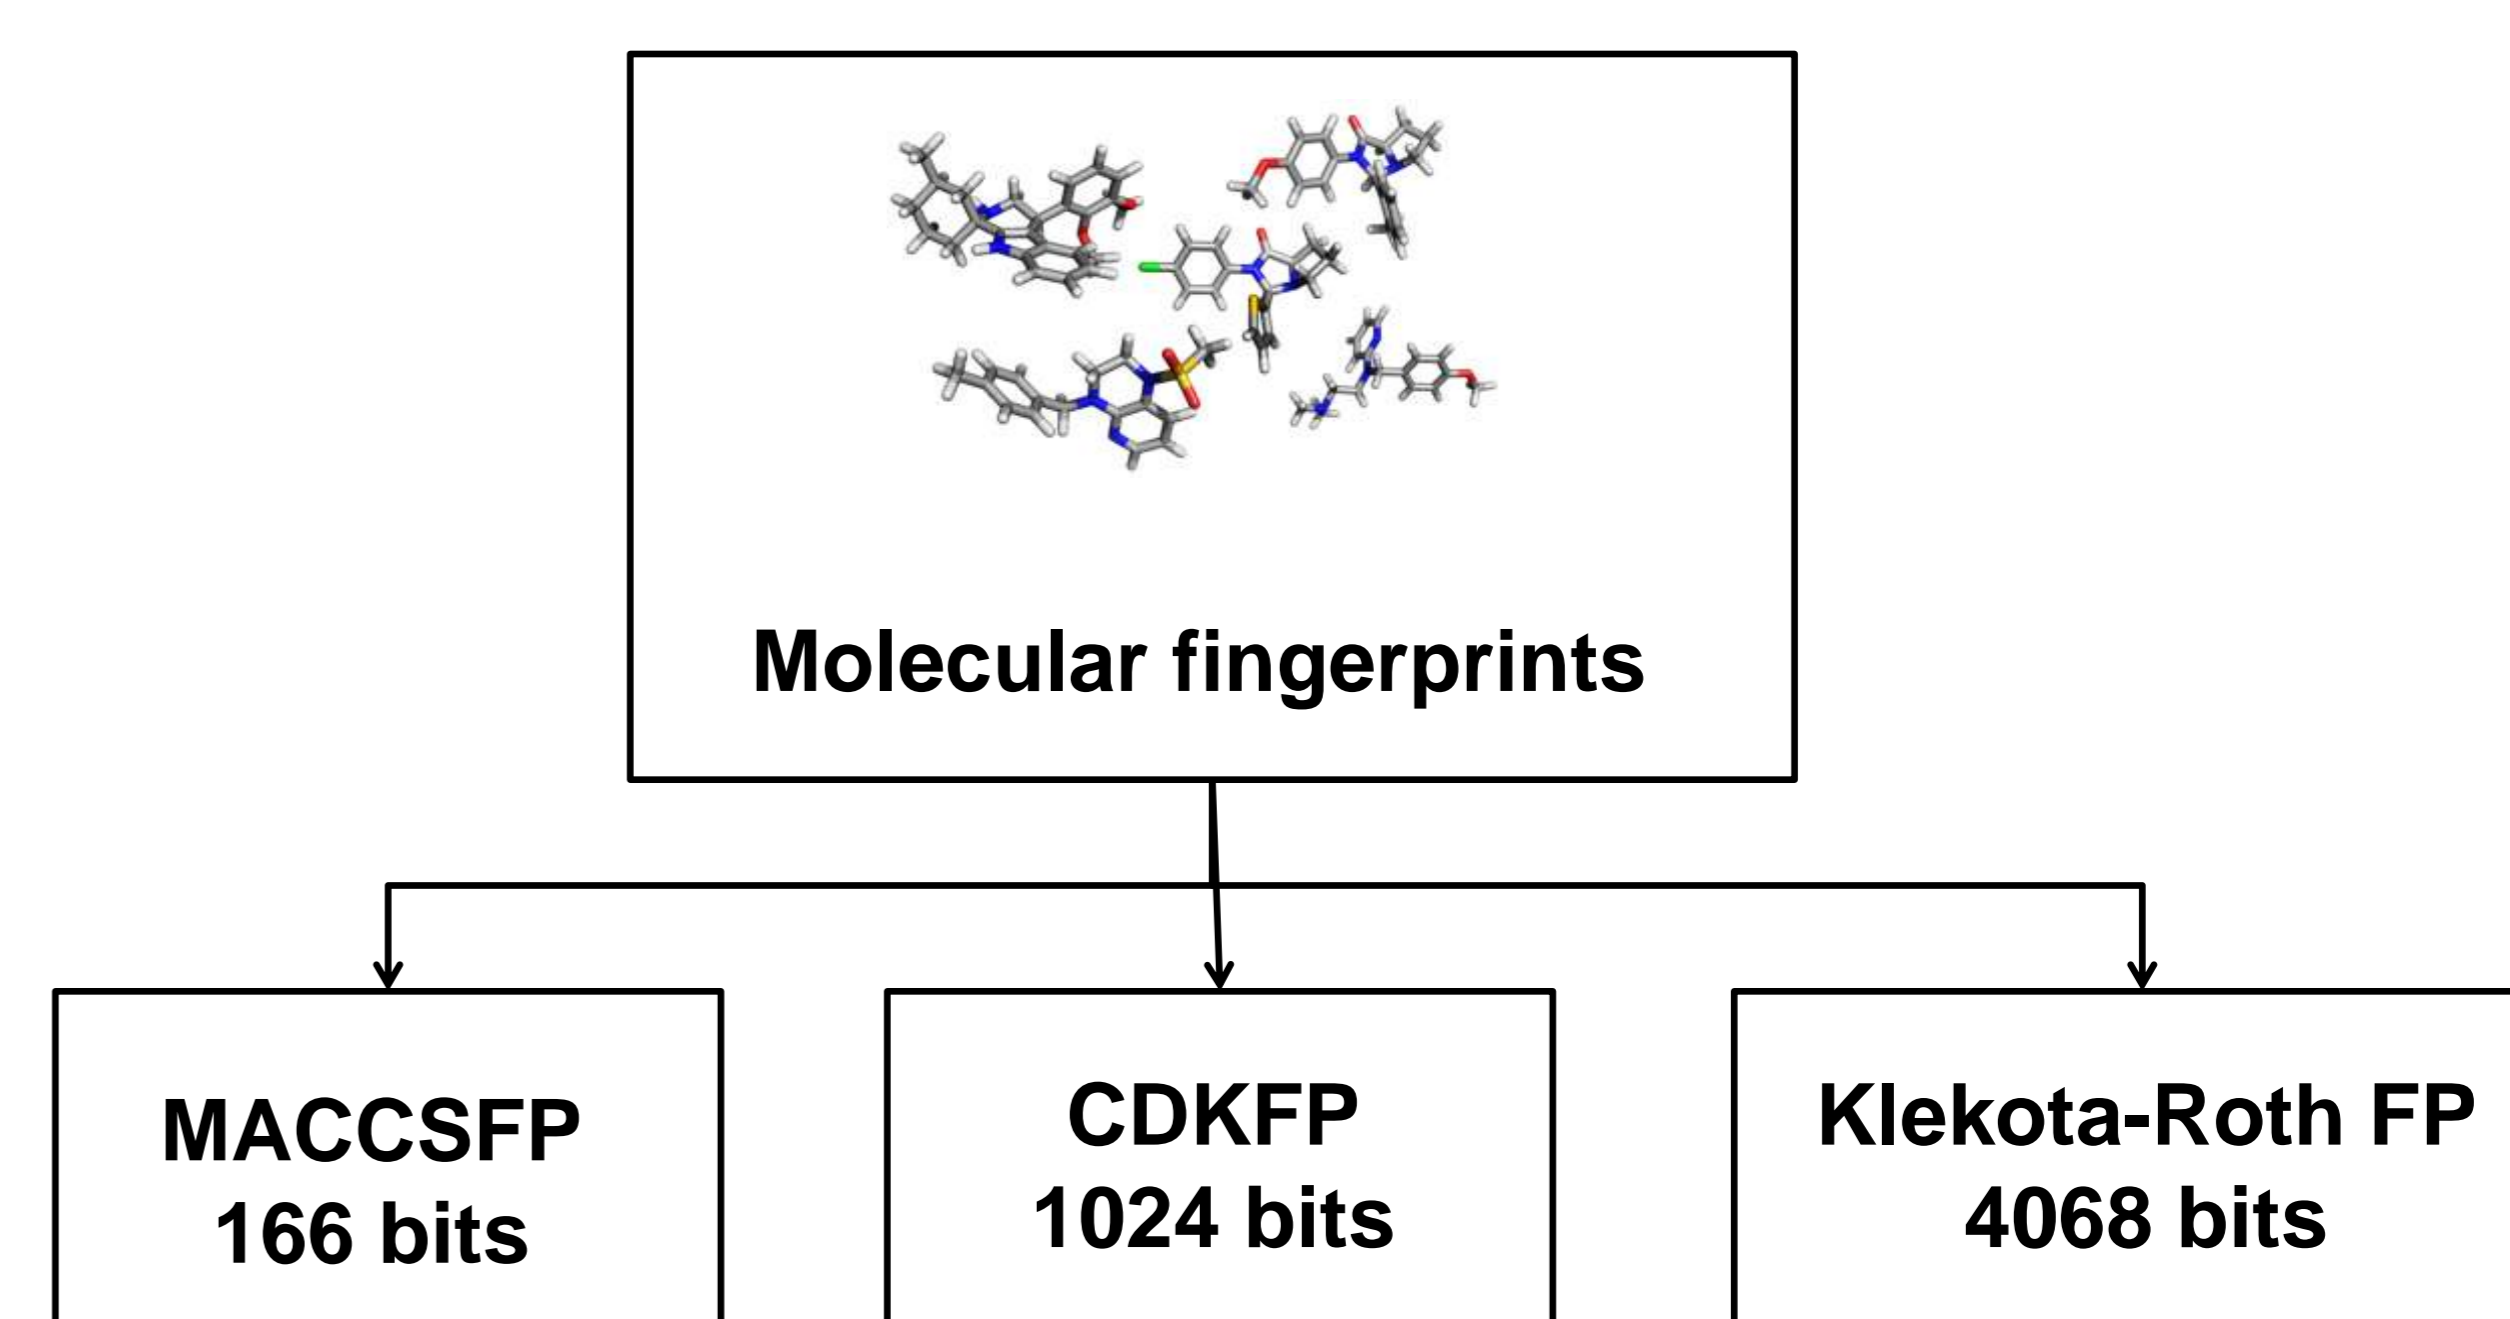 Molecular fingerprints
MACCSFP
166 bits
CDKFP
1024 bits
Klekota-Roth FP
4068 bits